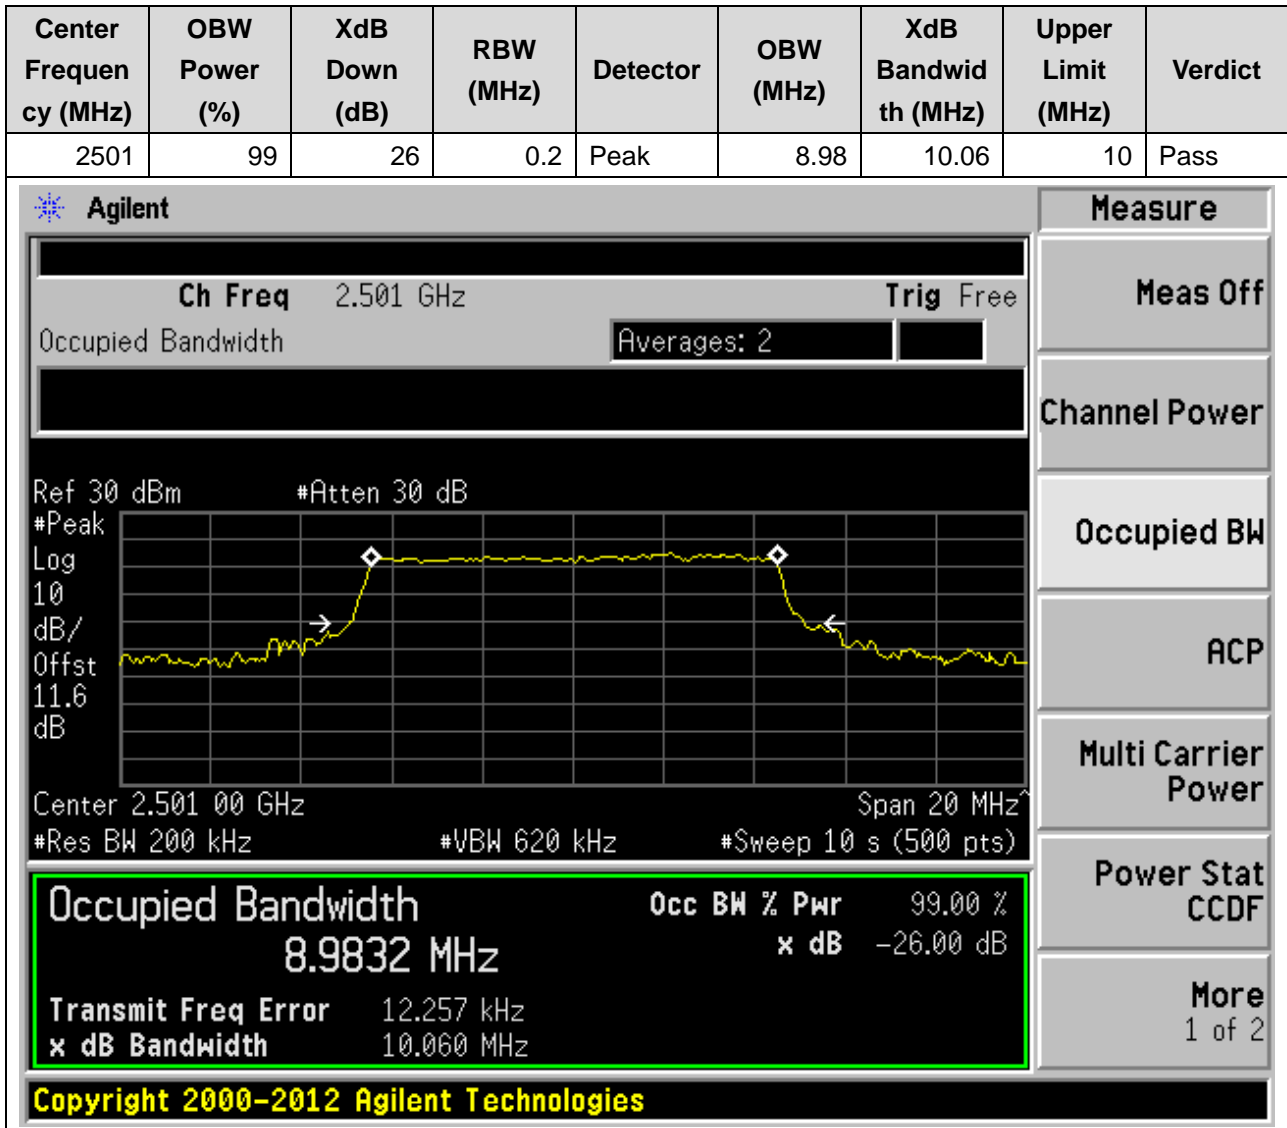 Center Frequen cy (MHz) OBW Power (%) XdB Down (dB) RBW (MHz) Detector OBW (MHz) XdB Bandwid th (MHz) Upper Limit (MHz) Verdict
2501 99 26 0.2 Peak 8.98 10.06 10 Pass
Agilent
Measure
Ch Freq 2.501 GHz Trig Free
Meas Off
Occupied Bandwidth Averages: 2
Channel Power
Ref 30 dBm #Atten 30 dB
#Peak
Log
10
dB/
Offst
11.6
dB
Occupied BW
ACP
Multi Carrier
Power
Center 2.501 00 GHz Span 20 MHz^
#Res BW 200 kHz #VBW 620 kHz #Sweep 10 s (500 pts)
Power Stat
CCDF
Occupied Bandwidth
8.9832 MHz
Occ BW % Pwr 99.00 %
x dB -26.00 dB
Transmit Freq Error 12.257 kHz
x dB Bandwidth 10.060 MHz
More
1 of 2
Copyright 2000-2012 Agilent Technologies